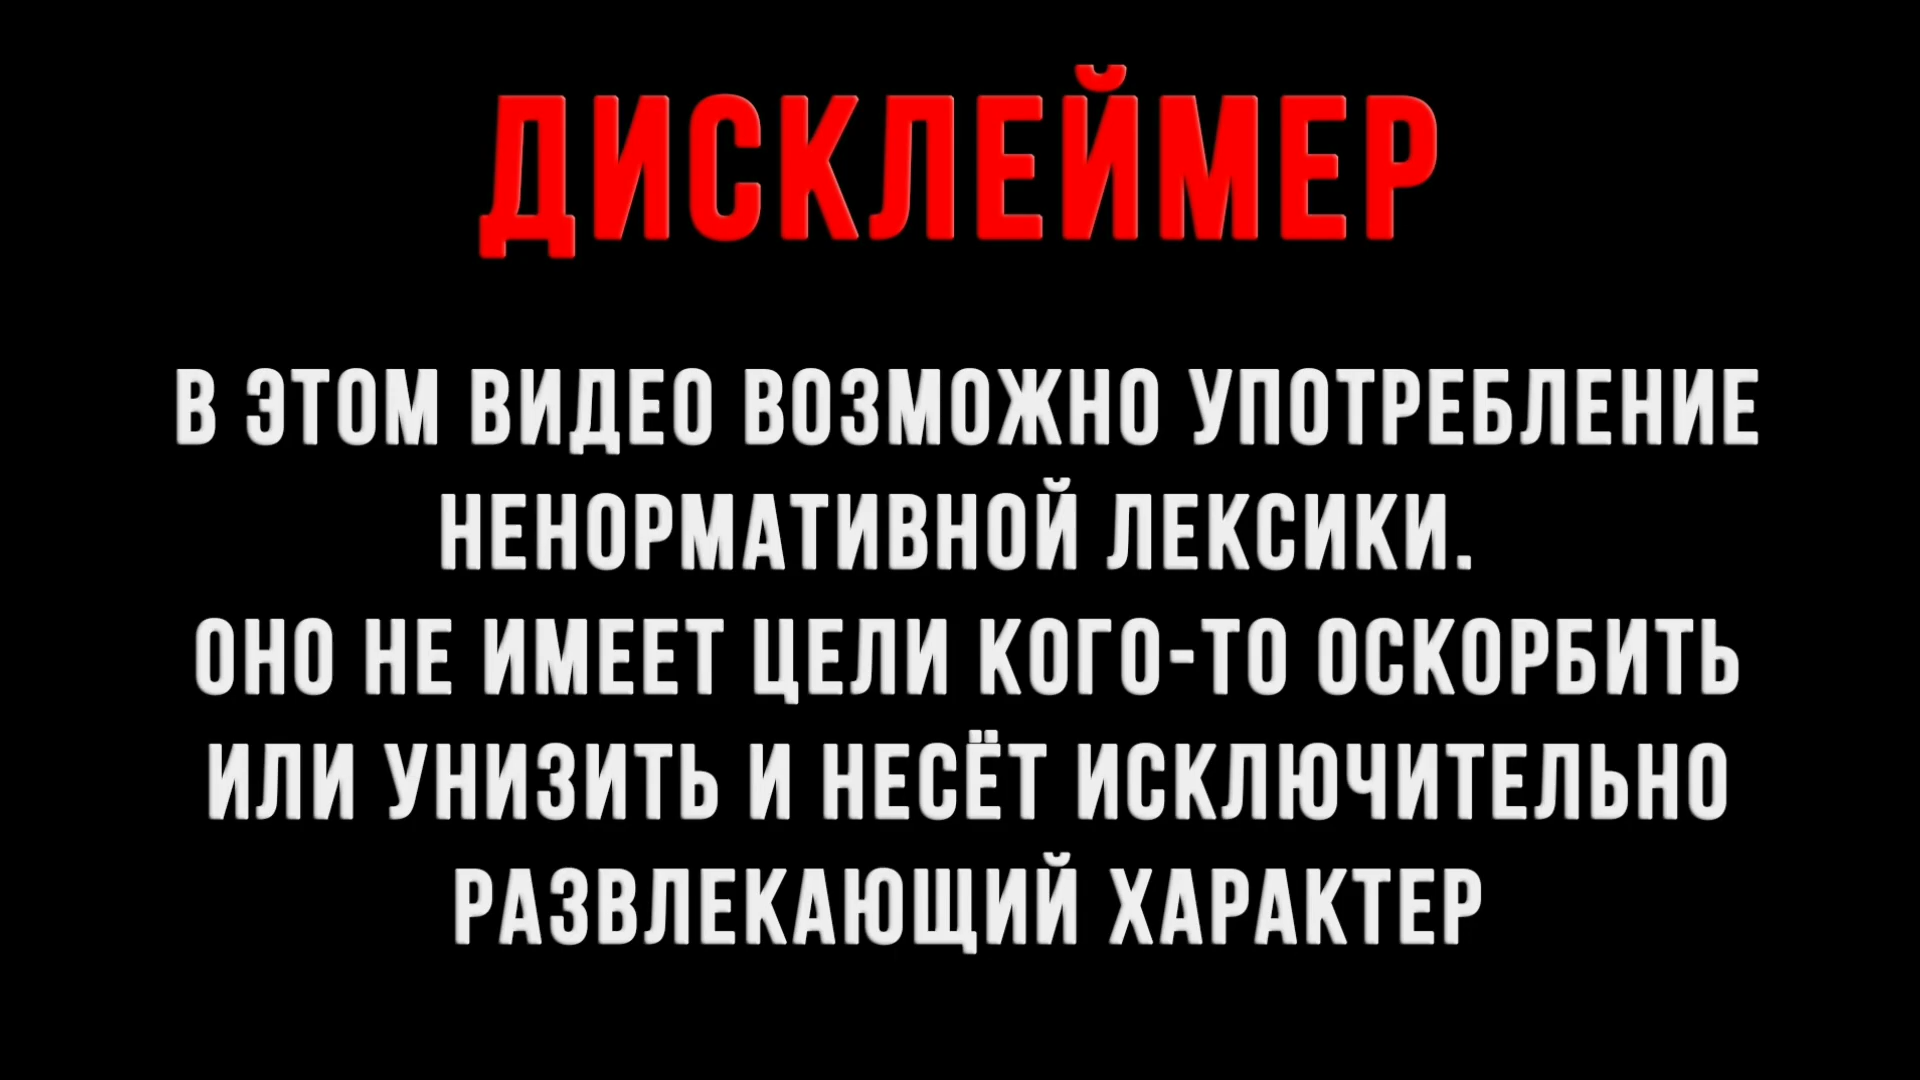 ДИСКЛЕЙМЕР
В ЭТОМ ВИДЕО ВОЗМОЖНО УПОТРЕБЛЕНИЕ
НЕНОРМАТИВНОЙ ЛЕКСИКИ.
ОНО НЕ ИМЕЕТ ЦЕЛИ КОГО-ТО ОСКОРБИТЬ
ИЛИ УНИЗИТЬ И НЕСЁТ ИСКЛЮЧИТЕЛЬНО
РАЗВЛЕКАЮЩИЙ ХАРАКТЕР